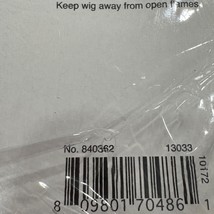 Keep wig away from open flames
No. 840362 13033
10172
8 09801 70486 1